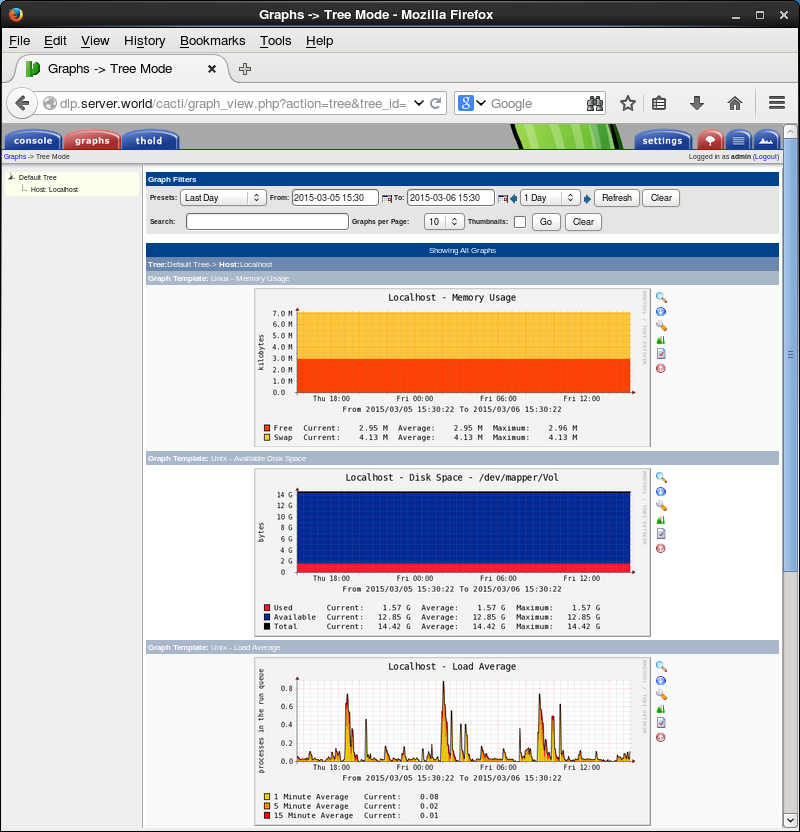 Graphs -> Tree Mode - Mozilla Firefox
File Edit View History Bookmarks Tools Help
Graphs -> Tree Mode
dlp.server.world/cacti/graph_view.php?action=tree&tree_id=
Google
console graphs thold settings
Graphs -> Tree Mode
Logged in as admin (Logout)
Default Tree
Host: Localhost
Graph Filters
Presets: Last Day From: 2015-03-05 15:30 To: 2015-03-06 15:30 1 Day Refresh Clear
Search: Graphs per Page: 10 Thumbnails: Go Clear
Showing All Graphs
Tree:Default Tree-> Host:Localhost
Graph Template: Linux - Memory Usage
Localhost - Memory Usage
RRDTOOL / TOBI OETIKER
kilobytes
7.0 M
6.0 M
5.0 M
4.0 M
3.0 M
2.0 M
1.0 M
0.0
Thu 18:00 Fri 00:00 Fri 06:00 Fri 12:00
From 2015/03/05 15:30:22 To 2015/03/06 15:30:22
Free Current: 2.95 M Average: 2.95 M Maximum: 2.96 M
Swap Current: 4.13 M Average: 4.13 M Maximum: 4.13 M
Graph Template: Unix - Available Disk Space
Localhost - Disk Space - /dev/mapper/Vol
RRDTOOL / TOBI OETIKER
bytes
14 G
12 G
10 G
8 G
6 G
4 G
2 G
0
Thu 18:00 Fri 00:00 Fri 06:00 Fri 12:00
From 2015/03/05 15:30:22 To 2015/03/06 15:30:22
Used Current: 1.57 G Average: 1.57 G Maximum: 1.57 G
Available Current: 12.85 G Average: 12.85 G Maximum: 12.85 G
Total Current: 14.42 G Average: 14.42 G Maximum: 14.42 G
Graph Template: Unix - Load Average
Localhost - Load Average
RRDTOOL / TOBI OETIKER
processes in the run queue
0.8
0.6
0.4
0.2
0.0
Thu 18:00 Fri 00:00 Fri 06:00 Fri 12:00
From 2015/03/05 15:30:22 To 2015/03/06 15:30:22
1 Minute Average Current: 0.08
5 Minute Average Current: 0.02
15 Minute Average Current: 0.01